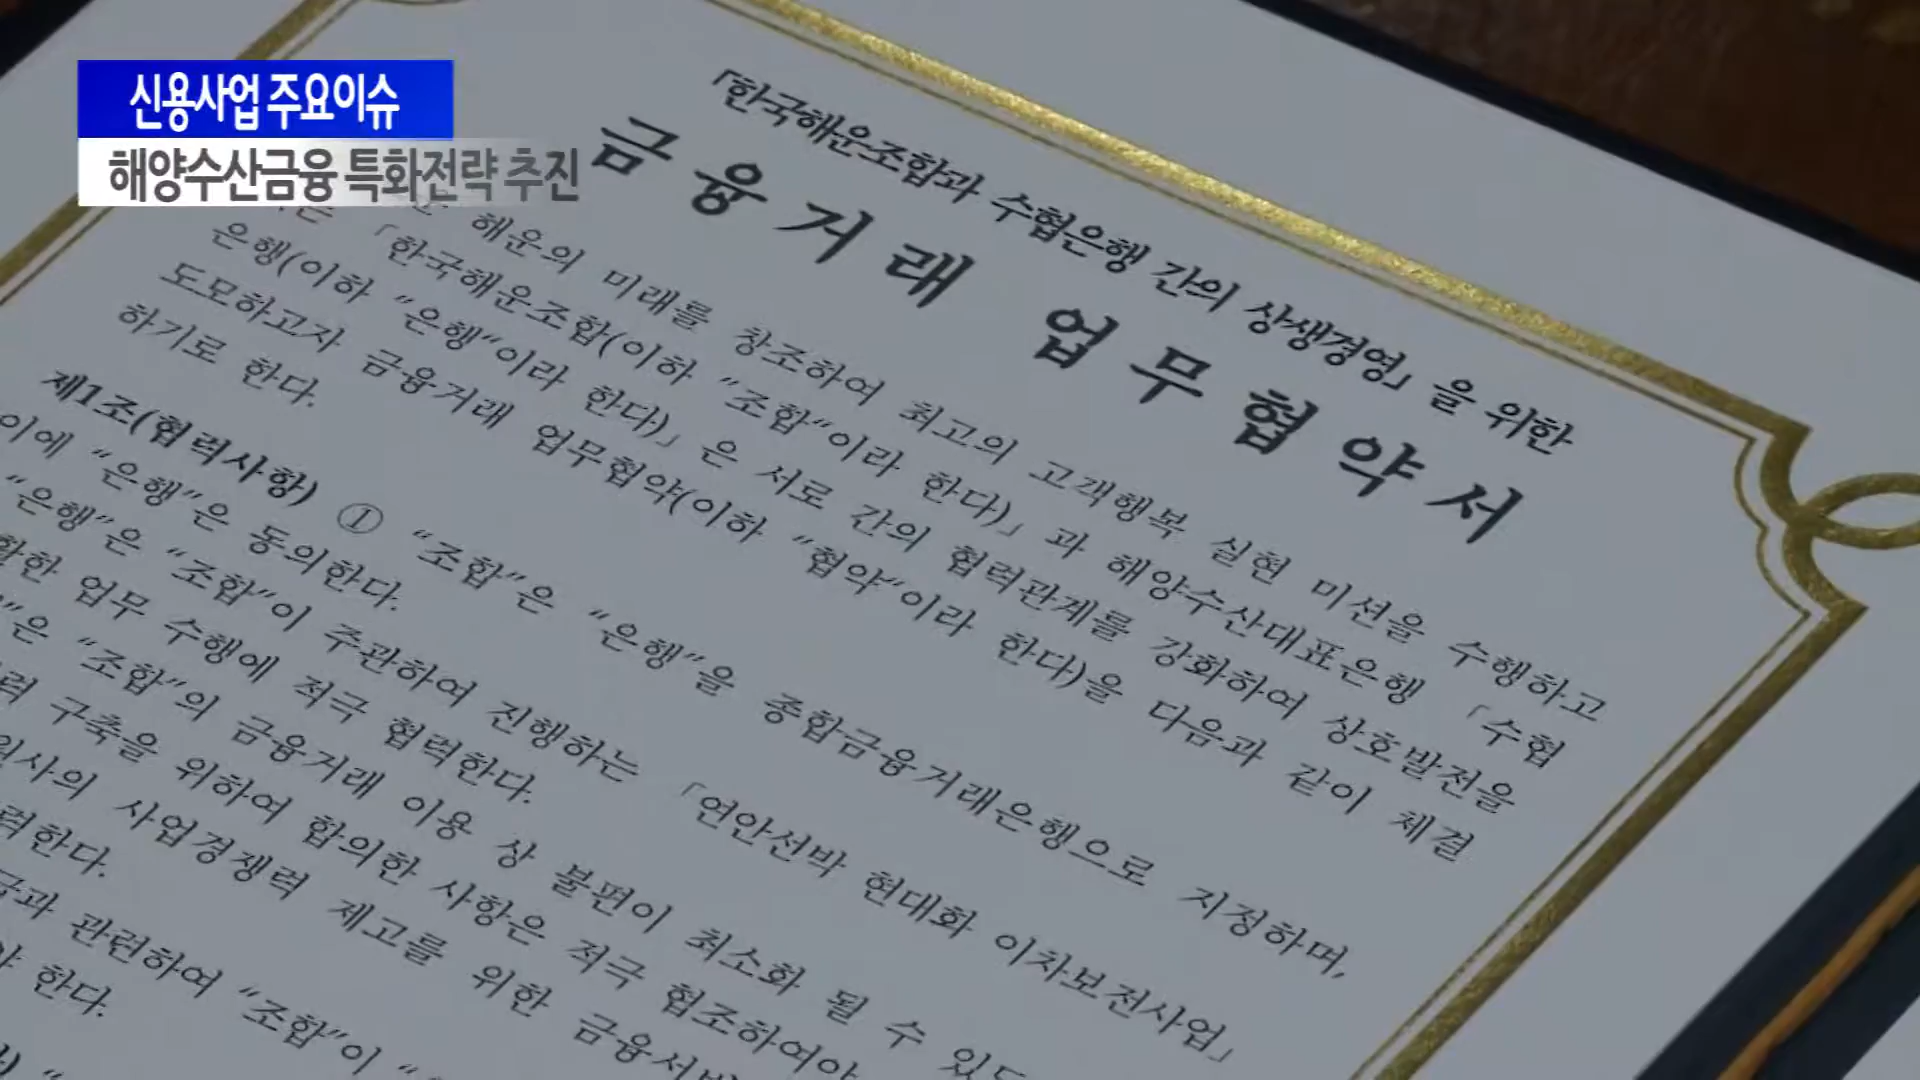 신용사업 주요이슈
해양수산금융 특화전략 추진
「한국해운조합과 수협은행 간의 상생경영」을 위한
금융거래 업무협약서
해운의 미래를 창조하여 최고의 고객행복 실현 미션을 수행하고
「한국해운조합(이하 "조합"이라 한다)」과 해양수산대표은행 「수협
은행(이하 "은행"이라 한다)」은 서로 간의 협력관계를 강화하여 상호발전을
도모하고자 금융거래 업무협약(이하 "협약"이라 한다)을 다음과 같이 체결
하기로 한다.
제1조(협력사항) ① "조합"은 "은행"을 종합금융거래은행으로 지정하며,
이에 "은행"은 동의한다.
"은행"은 "조합"이 주관하여 진행하는 「연안선박 현대화 이차보전사업」
업무 수행에 적극 협력한다.
"조합"의 금융거래 이용 상 불편이 최소화 될 수
구축을 위하여 합의한 사항은 적극 협조하여야
사업경쟁력 제고를 위한
관련하여 "조합"이
한다.